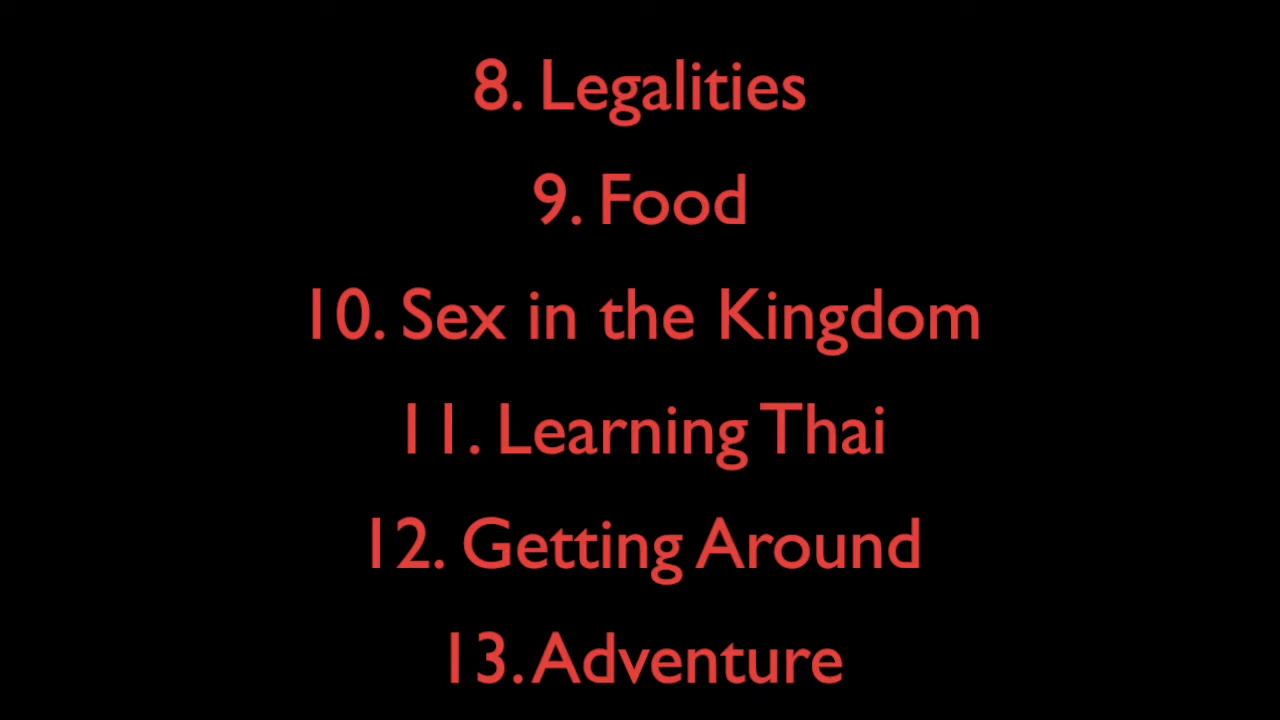 8. Legalities
9. Food
10. Sex in the Kingdom
11. Learning Thai
12. Getting Around
13. Adventure